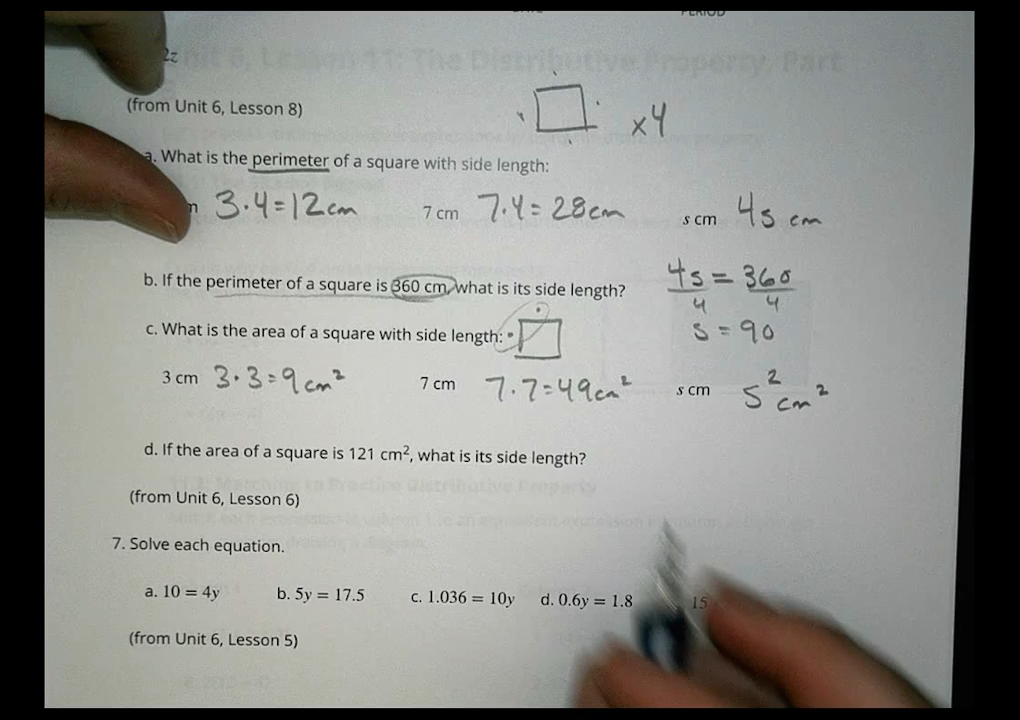 PERIOD
2z
(from Unit 6, Lesson 8)
x4
a. What is the perimeter of a square with side length:
3·4=12cm 7 cm 7·4=28cm s cm 4s cm
b. If the perimeter of a square is 360 cm, what is its side length?
4s = 360
4 4
s = 90
c. What is the area of a square with side length:
3 cm 3·3=9cm² 7 cm 7·7=49cm² s cm s² cm²
d. If the area of a square is 121 cm², what is its side length?
(from Unit 6, Lesson 6)
7. Solve each equation.
a. 10 = 4y b. 5y = 17.5 c. 1.036 = 10y d. 0.6y = 1.8 15
(from Unit 6, Lesson 5)